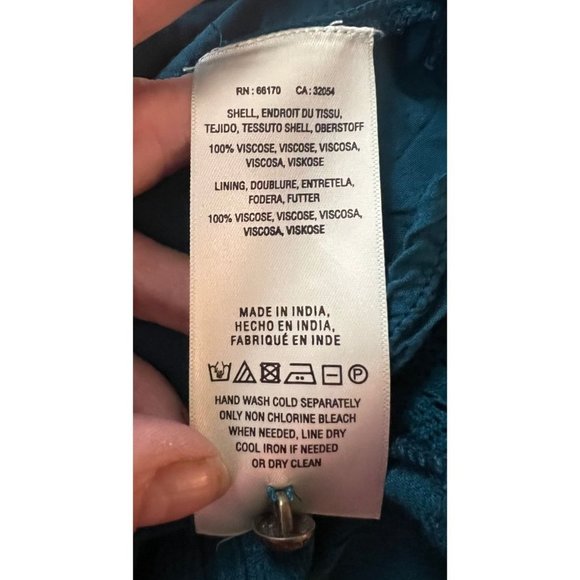 RN : 66170 CA : 32054
SHELL, ENDROIT DU TISSU,
TEJIDO, TESSUTO SHELL, OBERSTOFF
100% VISCOSE, VISCOSE, VISCOSA,
VISCOSA, VISKOSE
LINING, DOUBLURE, ENTRETELA,
FODERA, FUTTER
100% VISCOSE, VISCOSE, VISCOSA,
VISCOSA, VISKOSE
MADE IN INDIA,
HECHO EN INDIA,
FABRIQUÉ EN INDE
P
HAND WASH COLD SEPARATELY
ONLY NON CHLORINE BLEACH
WHEN NEEDED, LINE DRY
COOL IRON IF NEEDED
OR DRY CLEAN